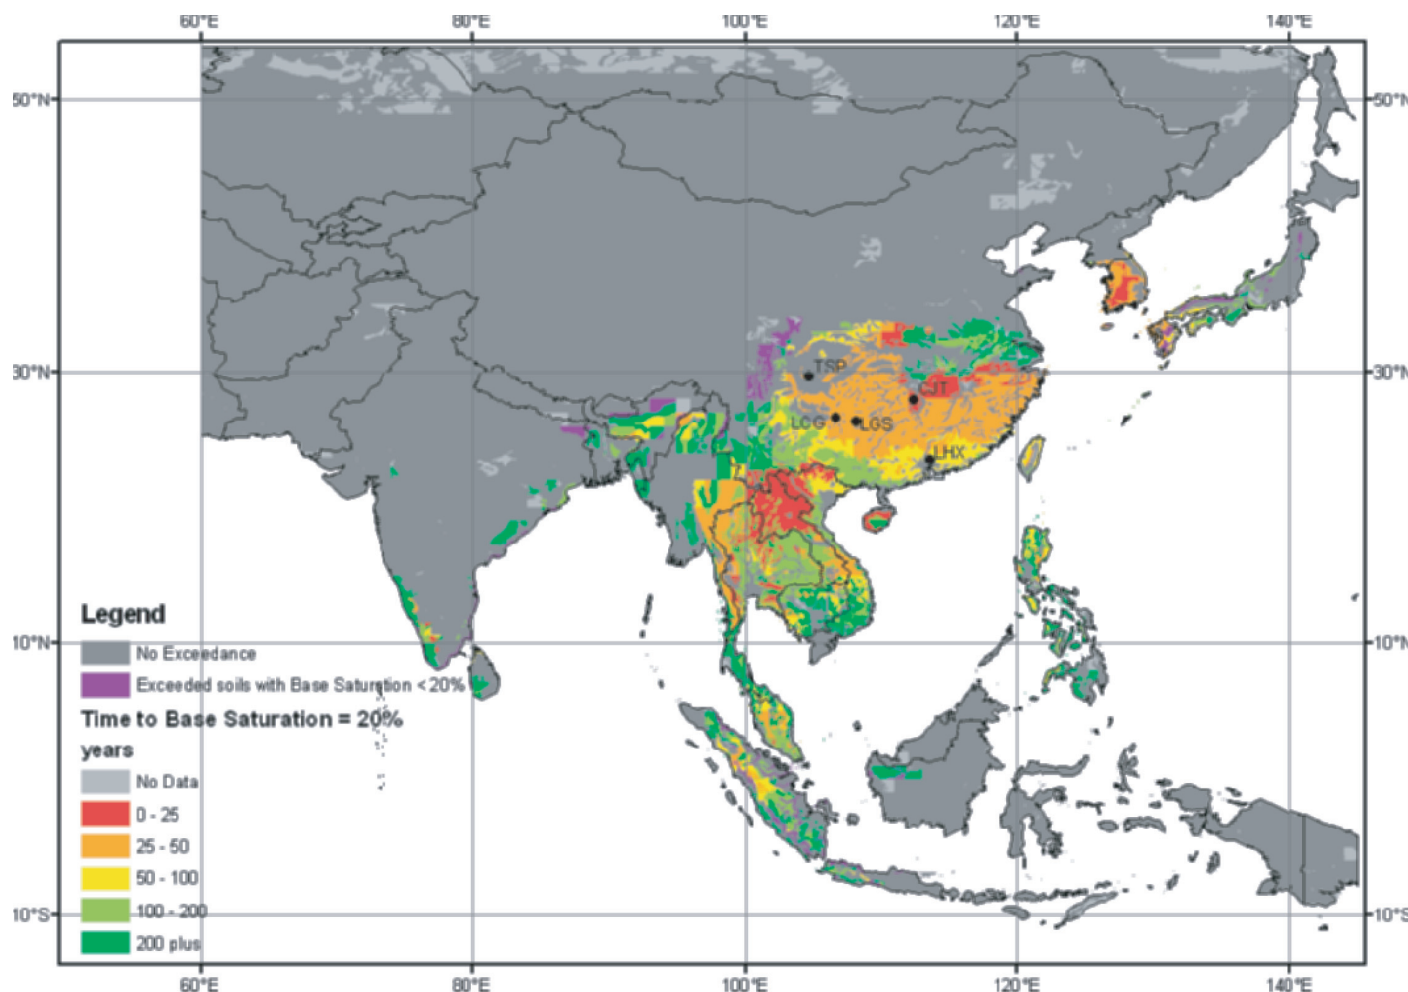 60°E 80°E 100°E 120°E 140°E
50°N 50°N
30°N 30°N
TSP
CJT
LCG LGS
LHX
Legend
No Exceedance
10°N 10°N
Exceeded soils with Base Saturation < 20%
Time to Base Saturation = 20%
years
No Data
0 - 25
25 - 50
50 - 100
100 - 200
10°S 10°S
200 plus
60°E 80°E 100°E 120°E 140°E